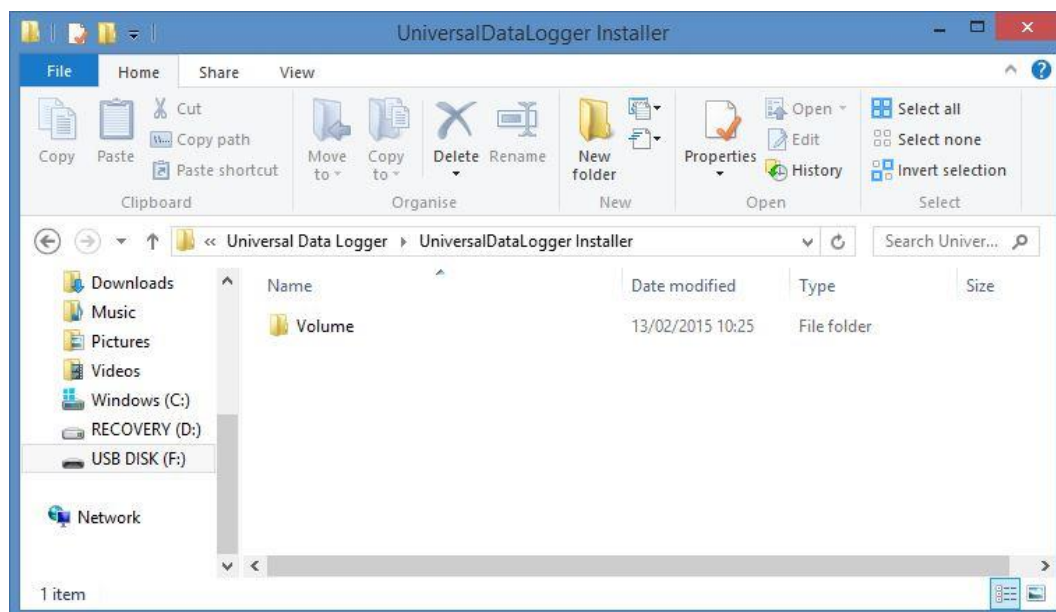 UniversalDataLogger Installer
File Home Share View
Copy
Paste
Cut
Copy path
Paste shortcut
Clipboard
Move to
Copy to
Delete
Rename
Organise
New folder
New
Properties
Open
Edit
History
Open
Select all
Select none
Invert selection
Select
« Universal Data Logger UniversalDataLogger Installer
Search Univer...
Downloads
Music
Pictures
Videos
Windows (C:)
RECOVERY (D:)
USB DISK (F:)
Network
Name Date modified Type Size
Volume 13/02/2015 10:25 File folder
1 item